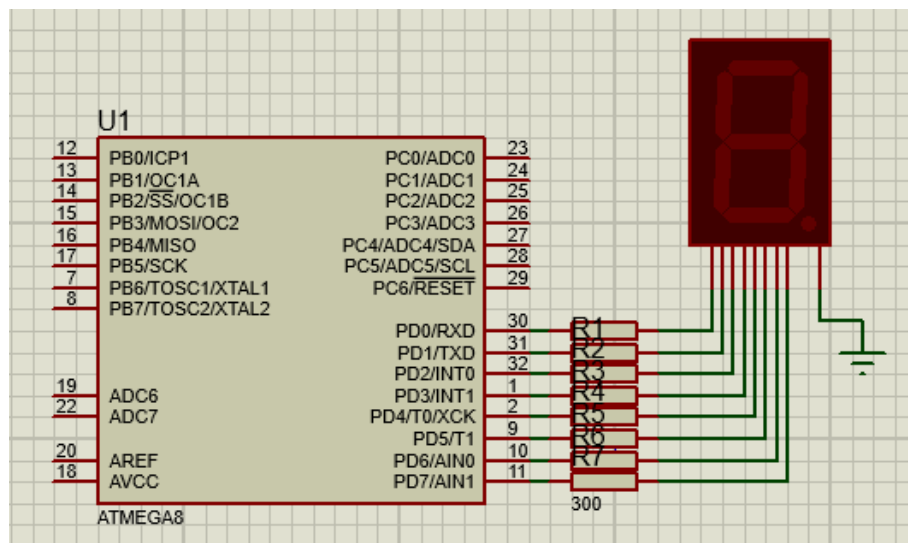 U1
12 PB0/ICP1 PC0/ADC0 23
13 PB1/OC1A PC1/ADC1 24
14 PB2/SS/OC1B PC2/ADC2 25
15 PB3/MOSI/OC2 PC3/ADC3 26
16 PB4/MISO PC4/ADC4/SDA 27
17 PB5/SCK PC5/ADC5/SCL 28
7 PB6/TOSC1/XTAL1 PC6/RESET 29
8 PB7/TOSC2/XTAL2
PD0/RXD 30 R1
PD1/TXD 31 R2
PD2/INT0 32 R3
19 ADC6 PD3/INT1 1 R4
22 ADC7 PD4/T0/XCK 2 R5
PD5/T1 9 R6
20 AREF PD6/AIN0 10 R7
18 AVCC PD7/AIN1 11
300
ATMEGA8